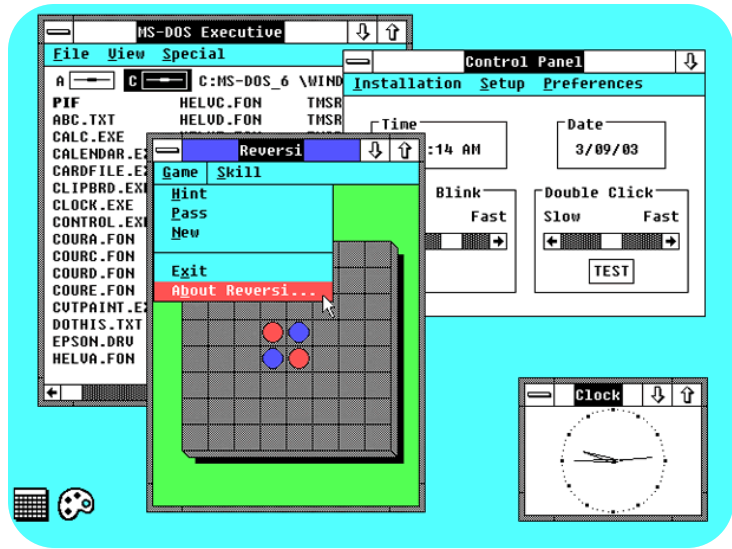 MS-DOS Executive
File View Special
A C C:MS-DOS_6 \WIND
PIF HELVC.FON TMSR
ABC.TXT HELVD.FON TMSR
CALC.EXE
CALENDAR.E
CARDFILE.E
CLIPBRD.EX
CLOCK.EXE
CONTROL.EX
COURA.FON
COURC.FON
COURD.FON
COURE.FON
CVTPAINT.E
DOTHIS.TXT
EPSON.DRV
HELVA.FON
Control Panel
Installation Setup Preferences
Time
:14 AM
Date
3/09/03
Blink
Fast
Double Click
Slow Fast
TEST
Reversi
Game Skill
Hint
Pass
New
Exit
About Reversi...
Clock